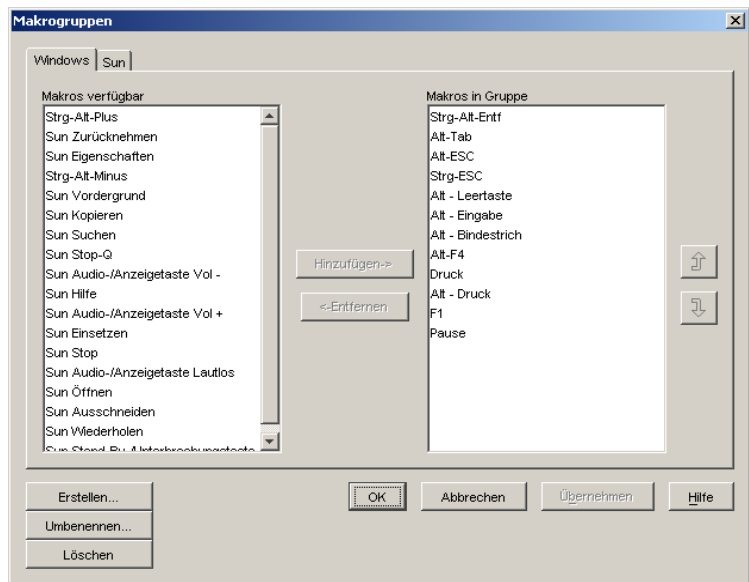 Makrogruppen
Windows
Sun
Makros verfügbar
Strg-Alt-Plus
Sun Zurücknehmen
Sun Eigenschaften
Strg-Alt-Minus
Sun Vordergrund
Sun Kopieren
Sun Suchen
Sun Stop-Q
Sun Audio-/Anzeigetaste Vol -
Sun Hilfe
Sun Audio-/Anzeigetaste Vol +
Sun Einsetzen
Sun Stop
Sun Audio-/Anzeigetaste Lautlos
Sun Öffnen
Sun Ausschneiden
Sun Wiederholen
Hinzufügen->
<-Entfernen
Makros in Gruppe
Strg-Alt-Entf
Alt-Tab
Alt-ESC
Strg-ESC
Alt - Leertaste
Alt - Eingabe
Alt - Bindestrich
Alt-F4
Druck
Alt - Druck
F1
Pause
Erstellen...
Umbenennen...
Löschen
OK
Abbrechen
Übernehmen
Hilfe